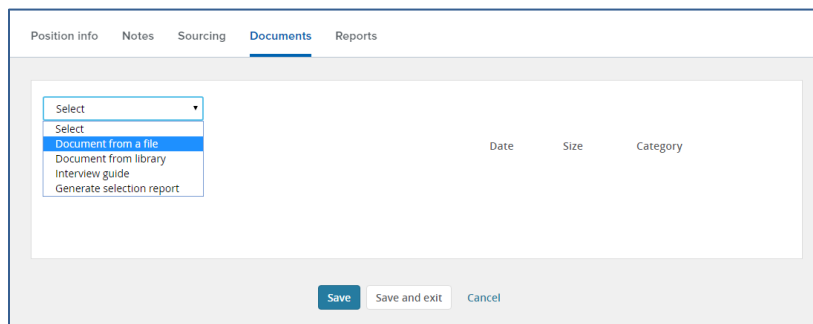 Position info Notes Sourcing Documents Reports
Select
Select
Document from a file
Date Size Category
Document from library
Interview guide
Generate selection report
Save Save and exit Cancel